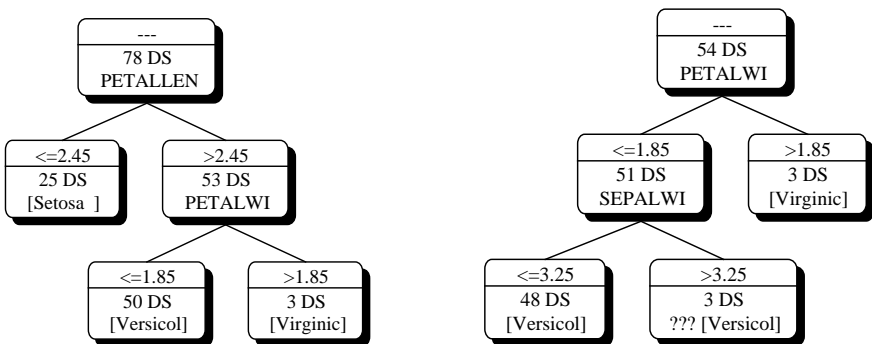 ---
78 DS
PETALLEN
<=2.45
25 DS
[Setosa ]
>2.45
53 DS
PETALWI
<=1.85
50 DS
[Versicol]
>1.85
3 DS
[Virginic]
---
54 DS
PETALWI
<=1.85
51 DS
SEPALWI
>1.85
3 DS
[Virginic]
<=3.25
48 DS
[Versicol]
>3.25
3 DS
??? [Versicol]